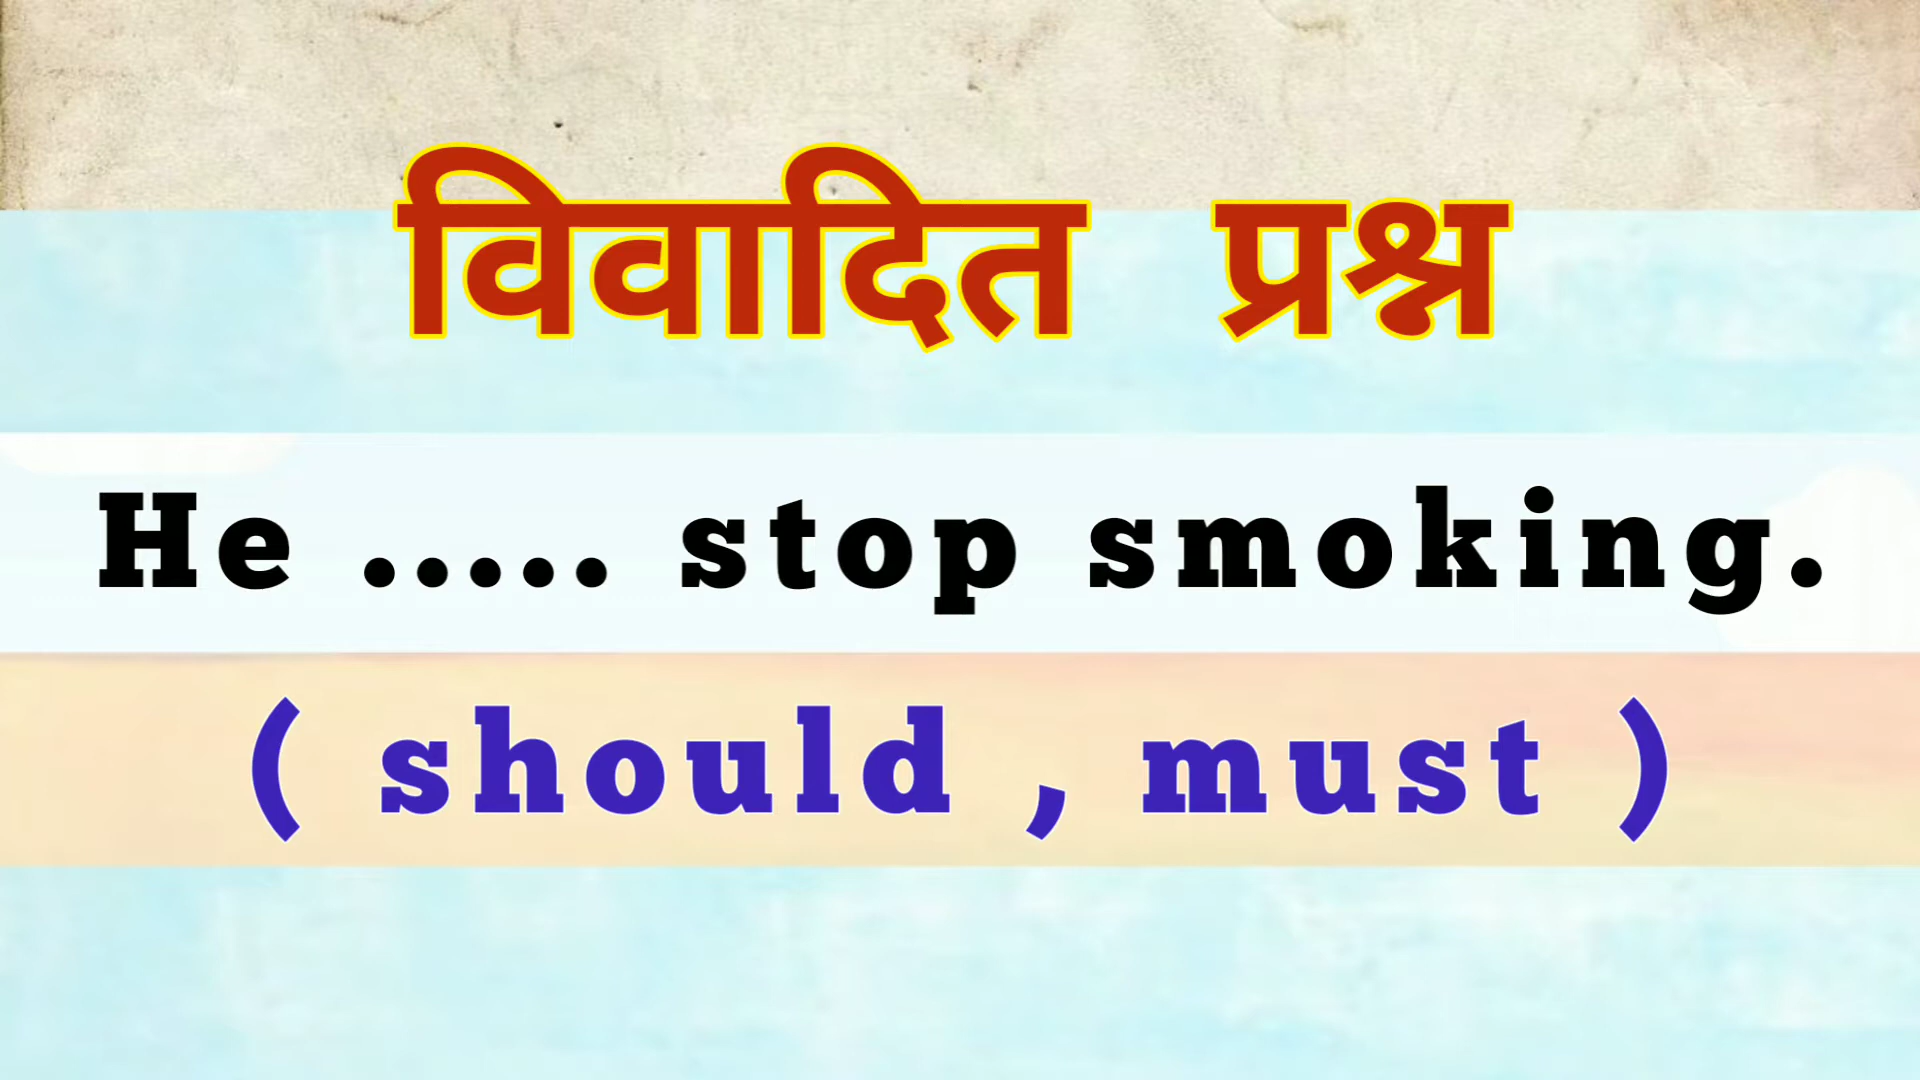 विवादित प्रश्न
He ..... stop smoking.
( should , must )